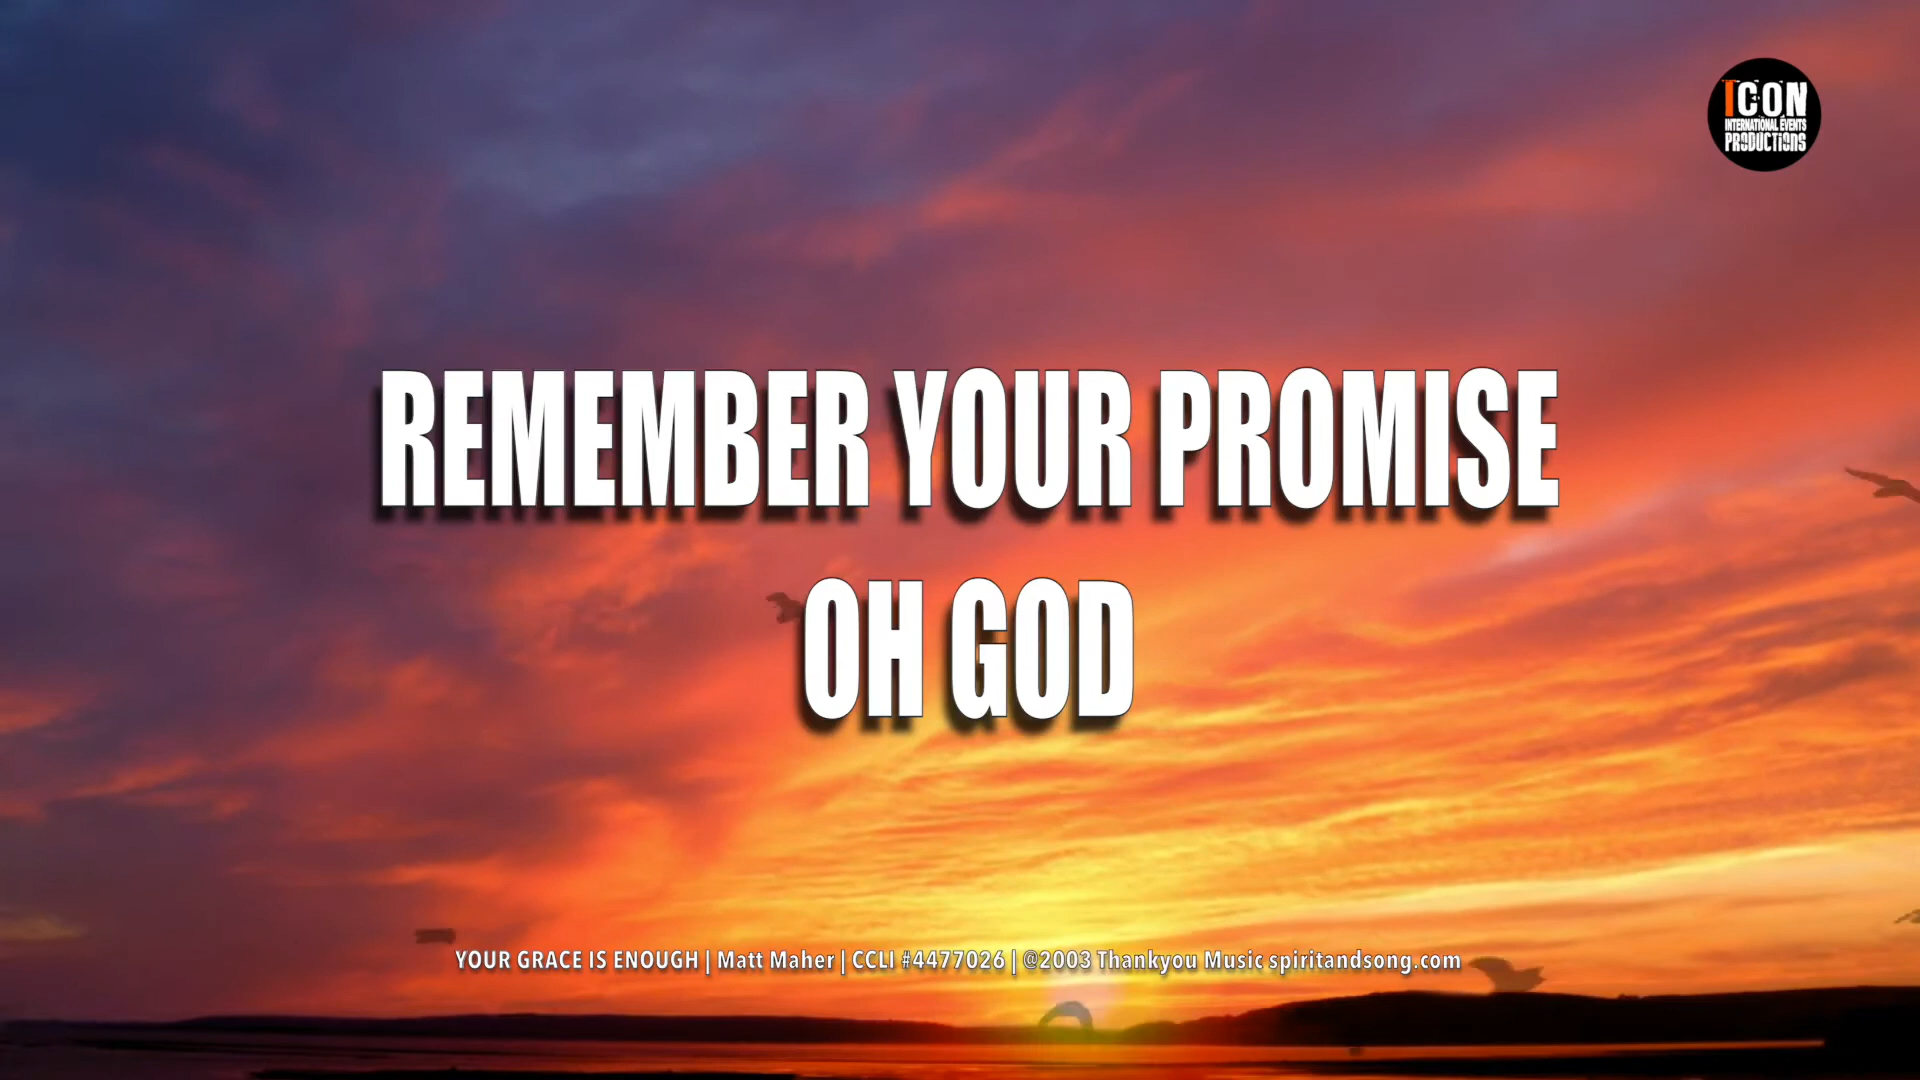 ICON
INTERNATIONAL EVENTS
PRODUCTIONS
REMEMBER YOUR PROMISE
OH GOD
YOUR GRACE IS ENOUGH | Matt Maher | CCLI #4477026 | @2003 Thankyou Music spiritandsong.com